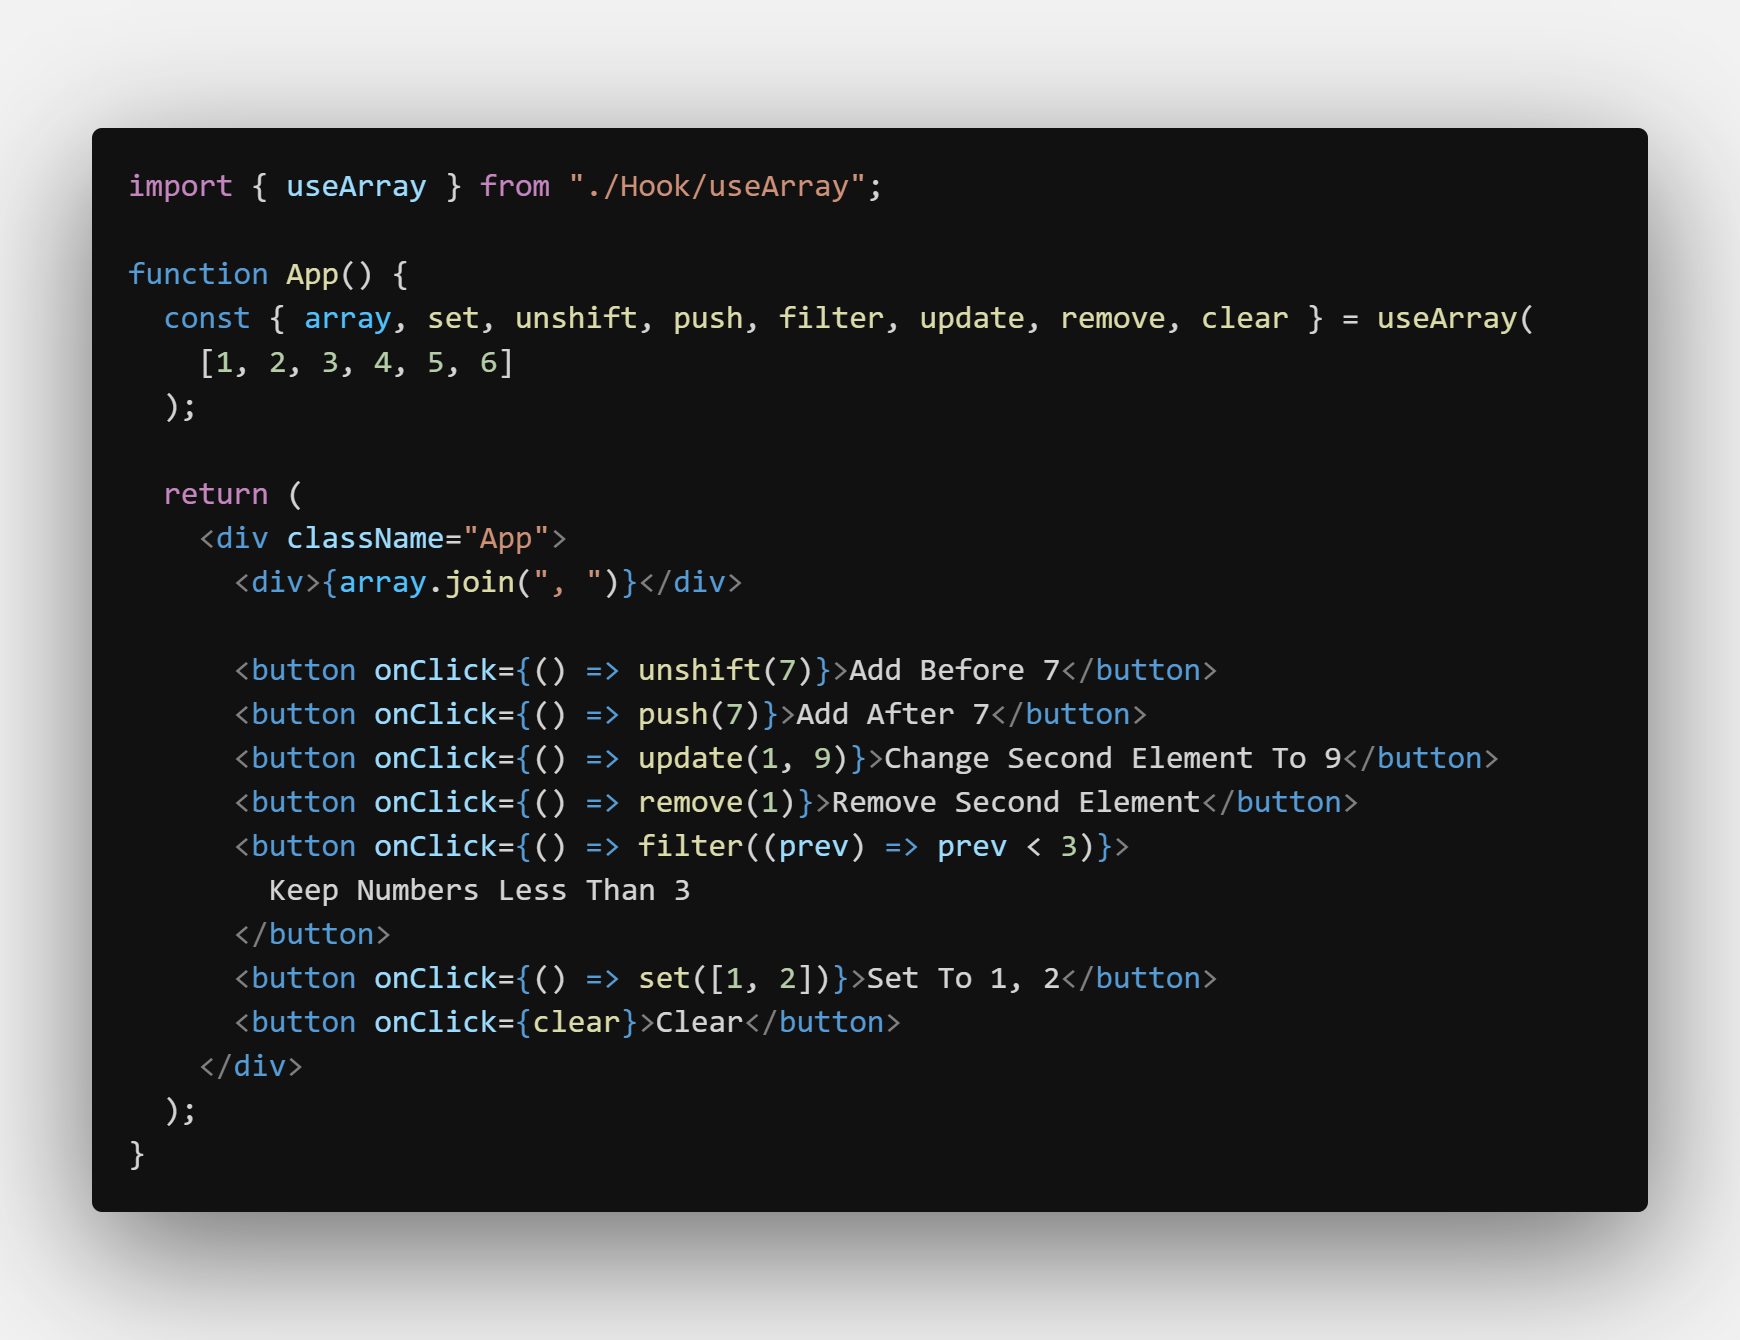 import { useArray } from "./Hook/useArray";

function App() {
  const { array, set, unshift, push, filter, update, remove, clear } = useArray(
    [1, 2, 3, 4, 5, 6]
  );

  return (
    <div className="App">
      <div>{array.join(", ")}</div>

      <button onClick={() => unshift(7)}>Add Before 7</button>
      <button onClick={() => push(7)}>Add After 7</button>
      <button onClick={() => update(1, 9)}>Change Second Element To 9</button>
      <button onClick={() => remove(1)}>Remove Second Element</button>
      <button onClick={() => filter((prev) => prev < 3)}>
        Keep Numbers Less Than 3
      </button>
      <button onClick={() => set([1, 2])}>Set To 1, 2</button>
      <button onClick={clear}>Clear</button>
    </div>
  );
}